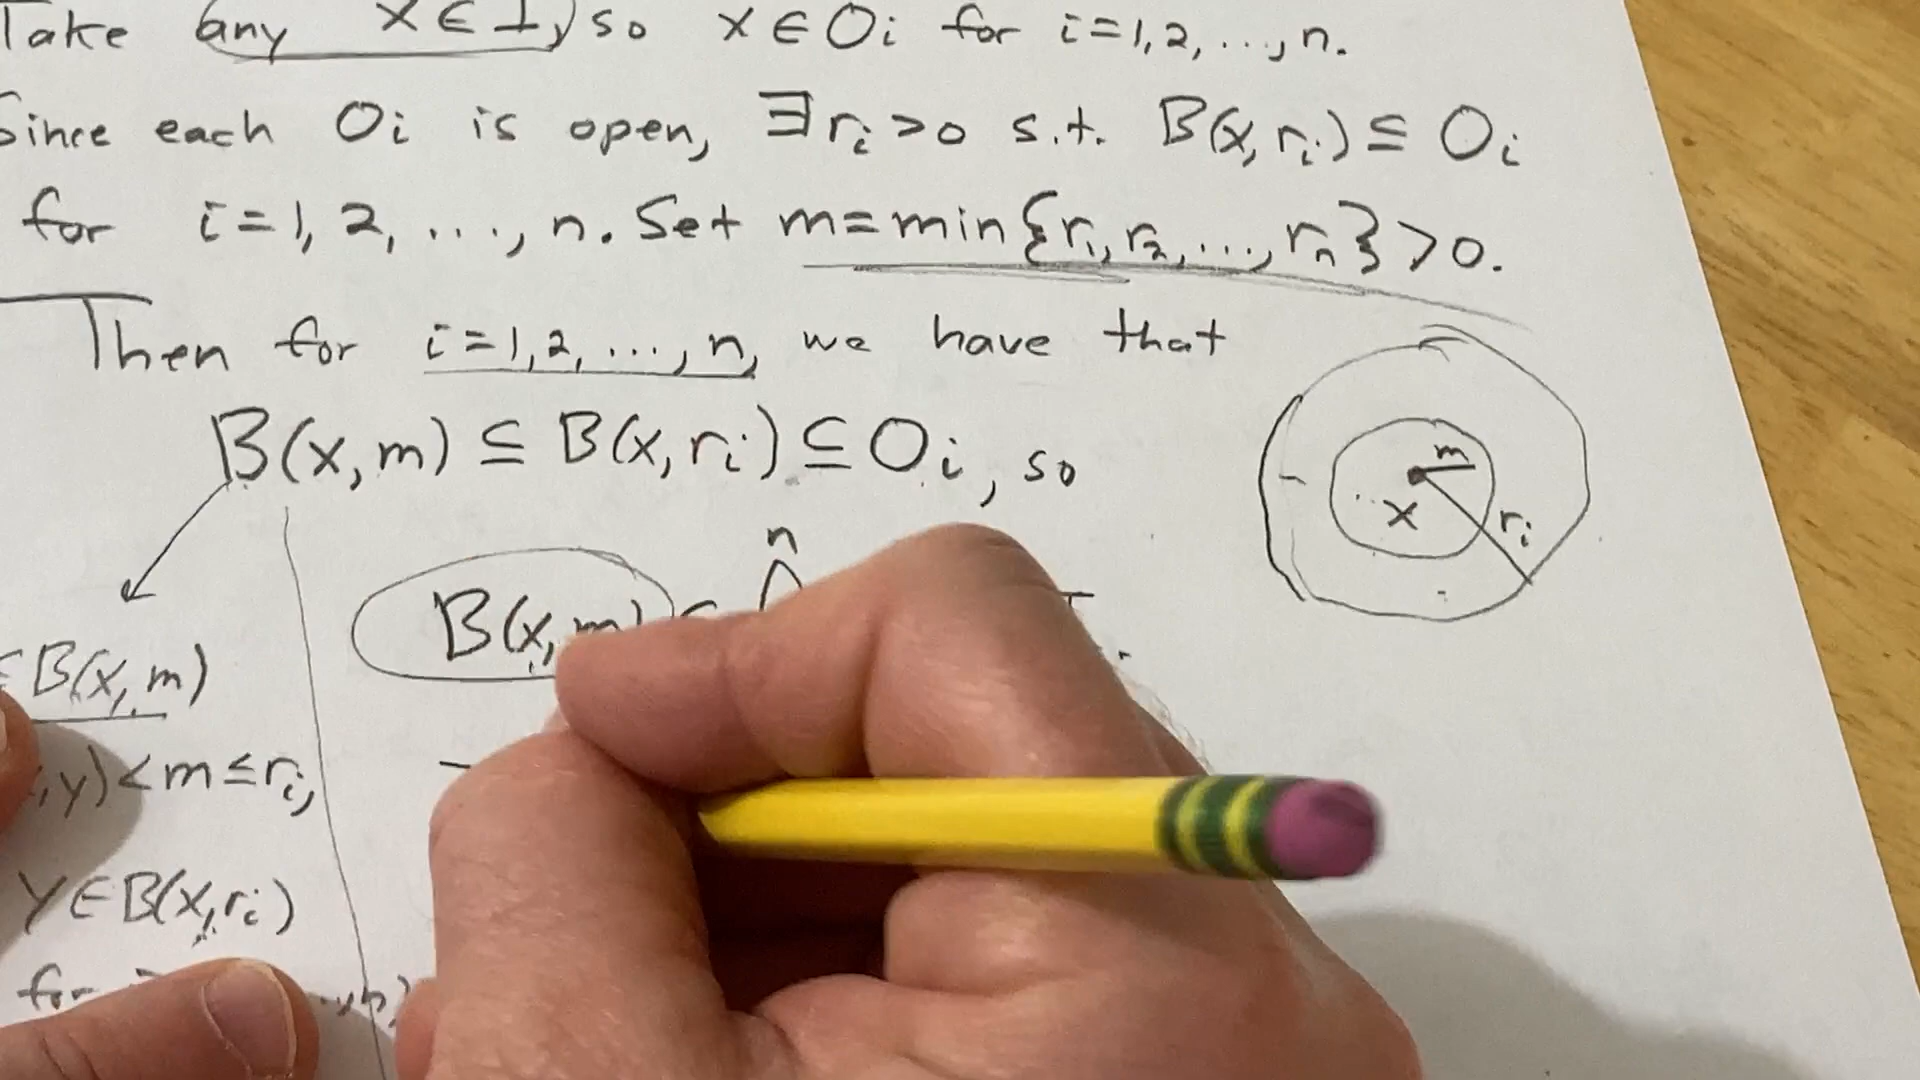 Take any x ∈ I, so x ∈ Oi for i=1,2,...,n.
Since each Oi is open, ∃ri>0 s.t. B(x,ri) ⊆ Oi
for i=1,2,...,n. Set m=min{r1,r2,...,rn}>0.
Then for i=1,2,...,n, we have that
B(x,m) ⊆ B(x,ri) ⊆ Oi, so
m
x
ri
n
B(x,m) ⊆ ∩
∈B(x,m)
,y)<m≤ri,
y∈B(x,ri)
for